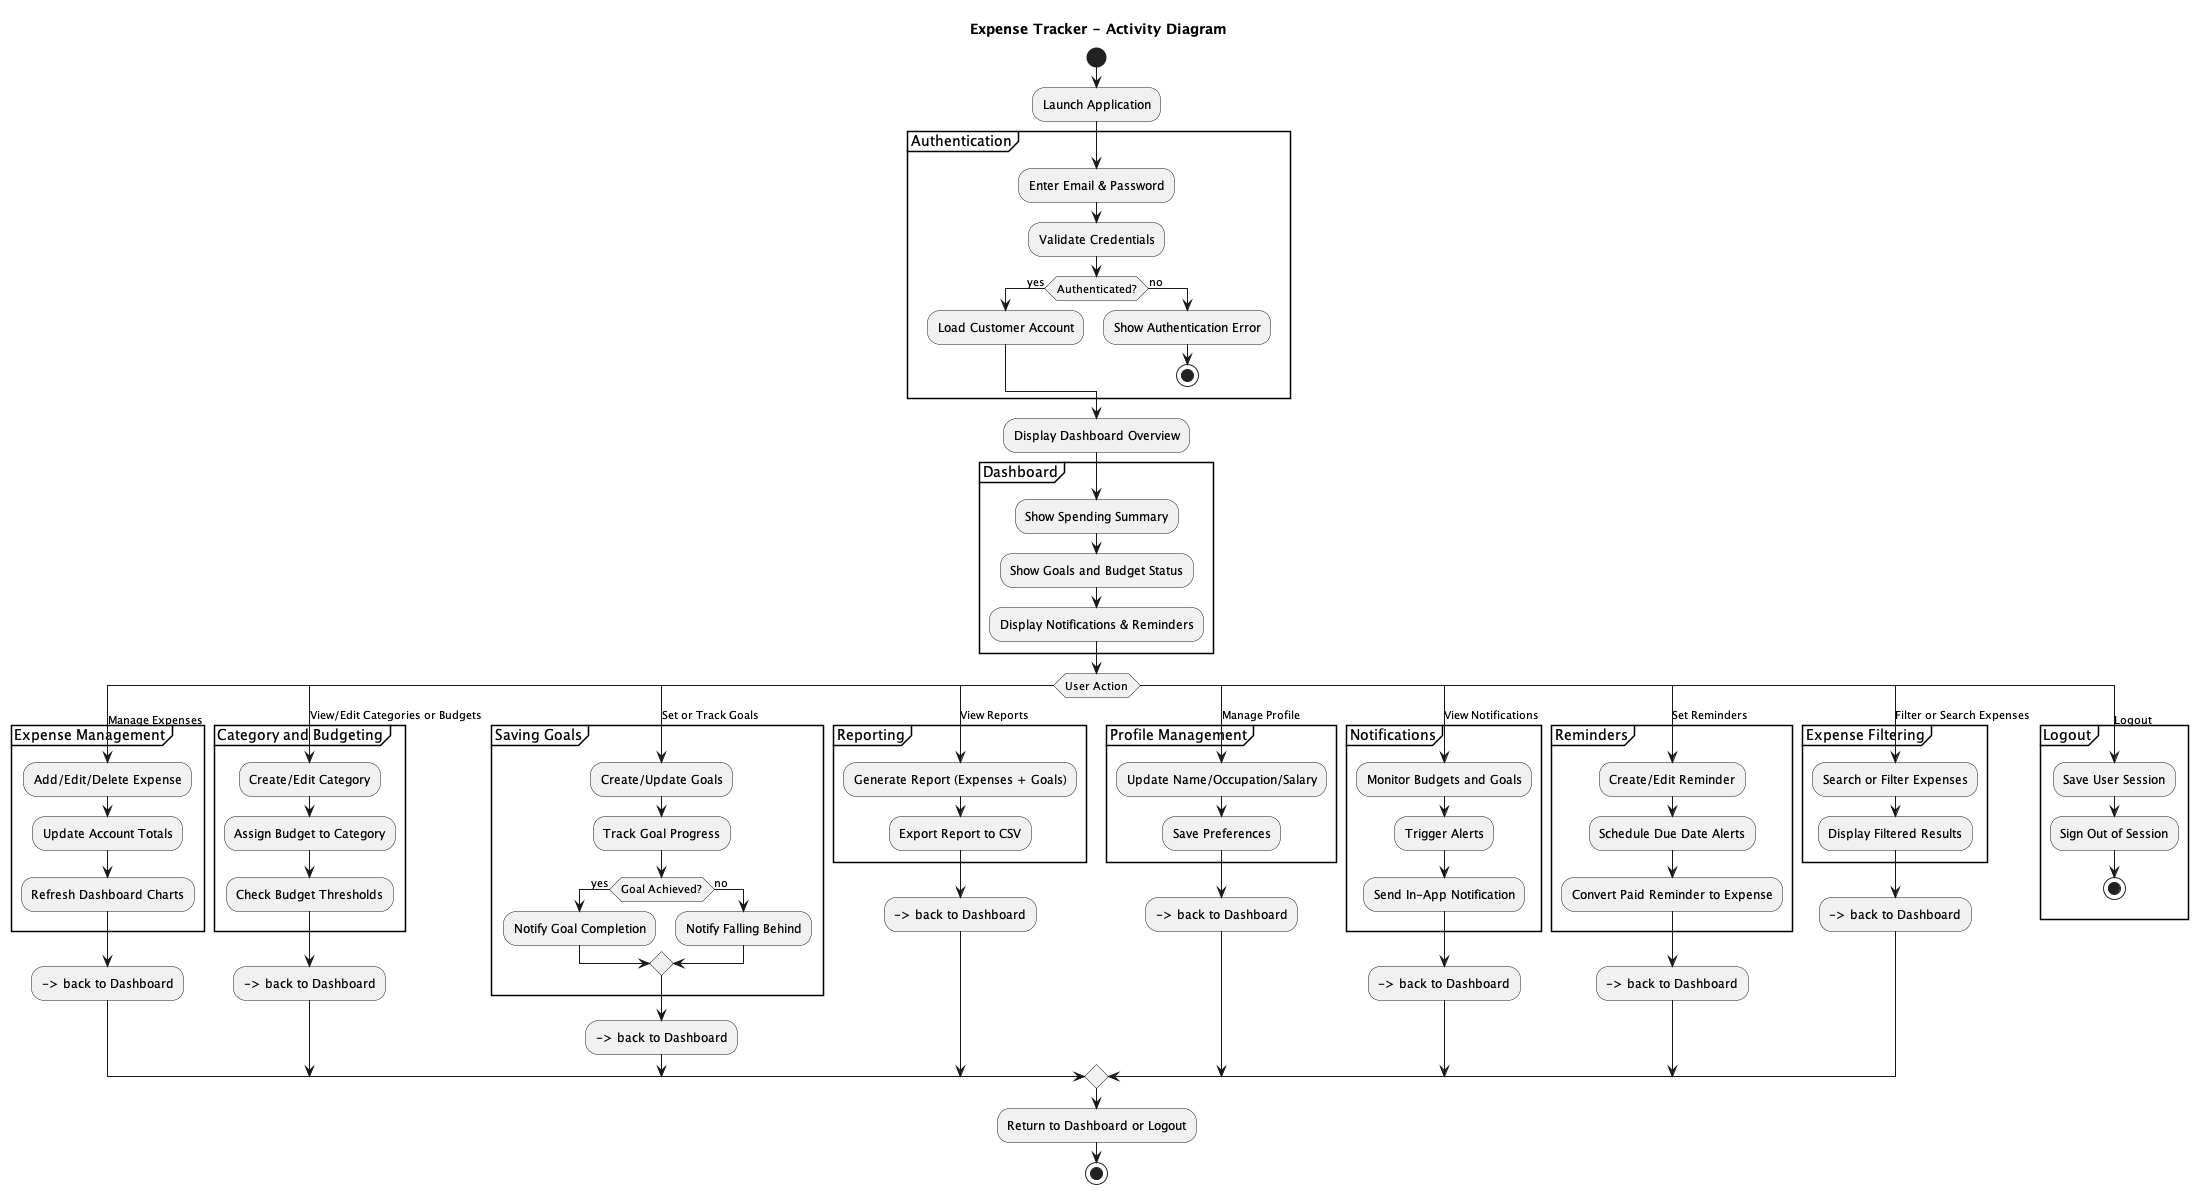 Expense Tracker - Activity Diagram
Launch Application
Authentication
Enter Email & Password
Validate Credentials
yes
Authenticated?
no
Load Customer Account
Show Authentication Error
Display Dashboard Overview
Dashboard
Show Spending Summary
Show Goals and Budget Status
Display Notifications & Reminders
User Action
Manage Expenses
Expense Management
Add/Edit/Delete Expense
Update Account Totals
Refresh Dashboard Charts
-> back to Dashboard
View/Edit Categories or Budgets
Category and Budgeting
Create/Edit Category
Assign Budget to Category
Check Budget Thresholds
-> back to Dashboard
Set or Track Goals
Saving Goals
Create/Update Goals
Track Goal Progress
yes
Goal Achieved?
no
Notify Goal Completion
Notify Falling Behind
-> back to Dashboard
View Reports
Reporting
Generate Report (Expenses + Goals)
Export Report to CSV
-> back to Dashboard
Manage Profile
Profile Management
Update Name/Occupation/Salary
Save Preferences
-> back to Dashboard
View Notifications
Notifications
Monitor Budgets and Goals
Trigger Alerts
Send In-App Notification
-> back to Dashboard
Set Reminders
Reminders
Create/Edit Reminder
Schedule Due Date Alerts
Convert Paid Reminder to Expense
-> back to Dashboard
Filter or Search Expenses
Expense Filtering
Search or Filter Expenses
Display Filtered Results
-> back to Dashboard
Logout
Logout
Save User Session
Sign Out of Session
Return to Dashboard or Logout